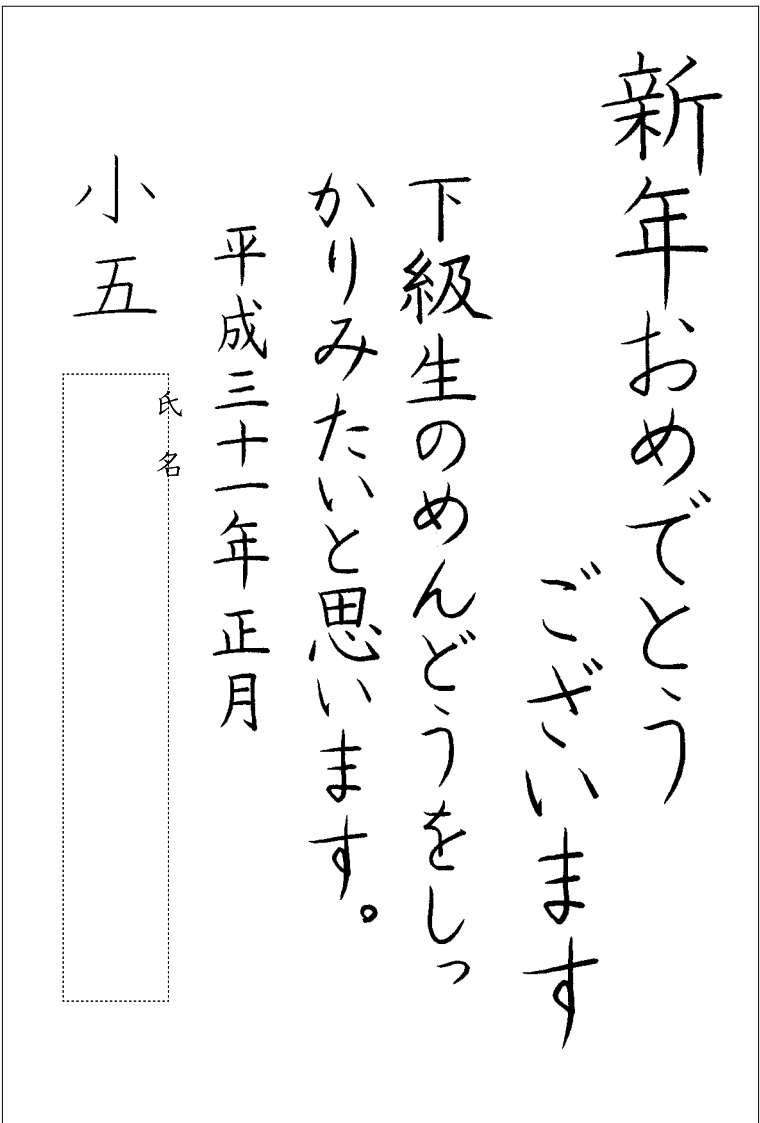 新年おめでとう
ございます
下級生のめんどうをしっ
かりみたいと思います。
平成三十一年正月
小五
氏名